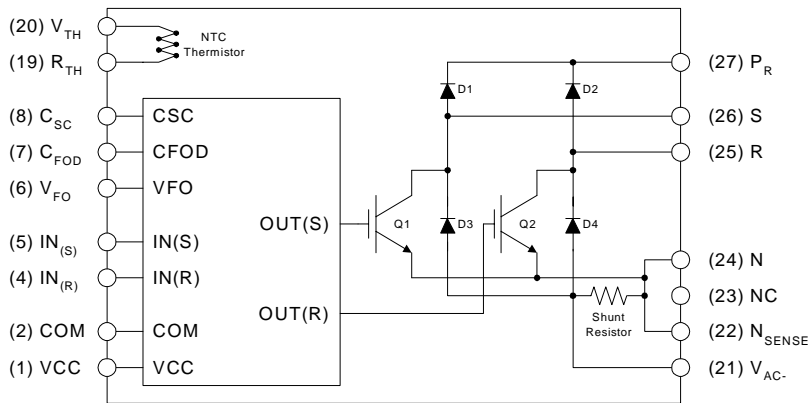 (20) V_TH
NTC
Thermistor
(19) R_TH
(27) P_R
D1
D2
(8) C_SC
CSC
(26) S
(7) C_FOD
CFOD
(25) R
(6) V_FO
VFO
OUT(S)
Q1
D3
Q2
D4
(5) IN_(S)
IN(S)
(24) N
(4) IN_(R)
IN(R)
(23) NC
OUT(R)
Shunt
Resistor
(2) COM
COM
(22) N_SENSE
(1) VCC
VCC
(21) V_AC-